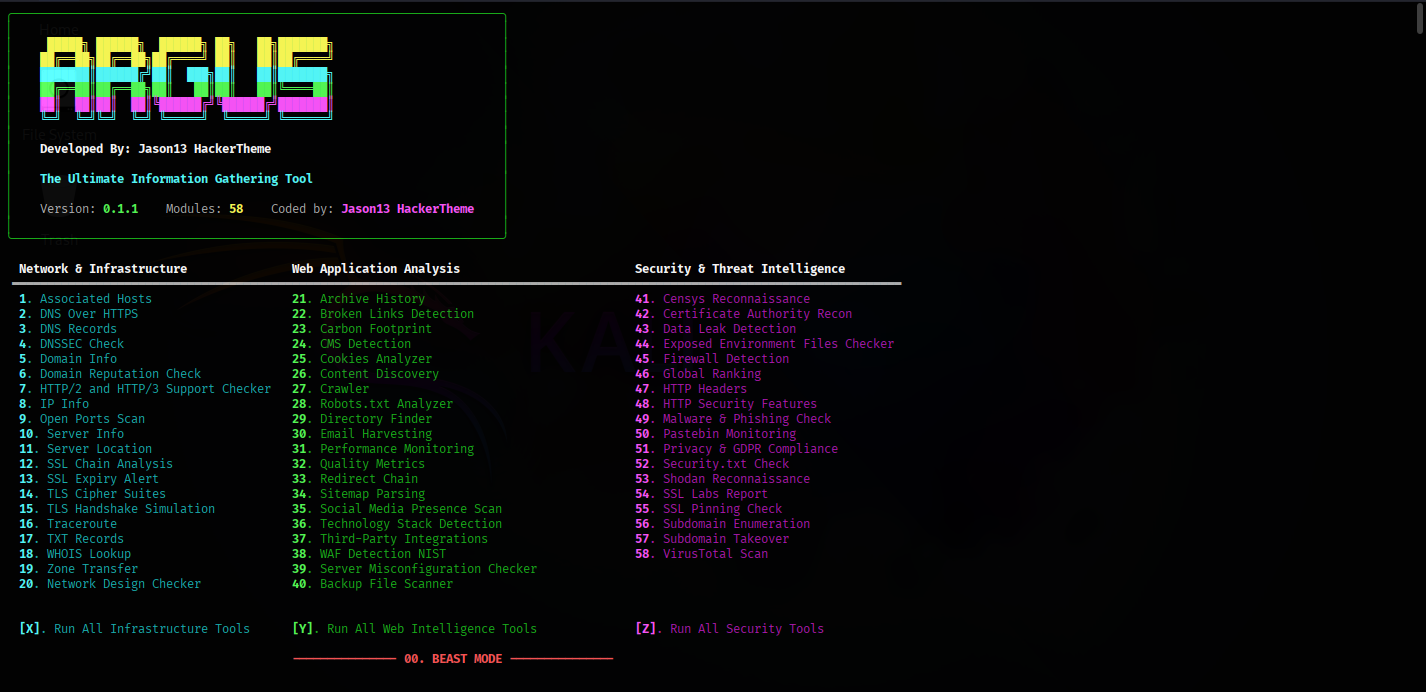 ARGUS
Developed By: Jason13 HackerTheme
The Ultimate Information Gathering Tool
Version: 0.1.1 Modules: 58 Coded by: Jason13 HackerTheme
Home
File System
Trash
KA
Network & Infrastructure
1. Associated Hosts
2. DNS Over HTTPS
3. DNS Records
4. DNSSEC Check
5. Domain Info
6. Domain Reputation Check
7. HTTP/2 and HTTP/3 Support Checker
8. IP Info
9. Open Ports Scan
10. Server Info
11. Server Location
12. SSL Chain Analysis
13. SSL Expiry Alert
14. TLS Cipher Suites
15. TLS Handshake Simulation
16. Traceroute
17. TXT Records
18. WHOIS Lookup
19. Zone Transfer
20. Network Design Checker
[X]. Run All Infrastructure Tools
Web Application Analysis
21. Archive History
22. Broken Links Detection
23. Carbon Footprint
24. CMS Detection
25. Cookies Analyzer
26. Content Discovery
27. Crawler
28. Robots.txt Analyzer
29. Directory Finder
30. Email Harvesting
31. Performance Monitoring
32. Quality Metrics
33. Redirect Chain
34. Sitemap Parsing
35. Social Media Presence Scan
36. Technology Stack Detection
37. Third-Party Integrations
38. WAF Detection NIST
39. Server Misconfiguration Checker
40. Backup File Scanner
[Y]. Run All Web Intelligence Tools
Security & Threat Intelligence
41. Censys Reconnaissance
42. Certificate Authority Recon
43. Data Leak Detection
44. Exposed Environment Files Checker
45. Firewall Detection
46. Global Ranking
47. HTTP Headers
48. HTTP Security Features
49. Malware & Phishing Check
50. Pastebin Monitoring
51. Privacy & GDPR Compliance
52. Security.txt Check
53. Shodan Reconnaissance
54. SSL Labs Report
55. SSL Pinning Check
56. Subdomain Enumeration
57. Subdomain Takeover
58. VirusTotal Scan
[Z]. Run All Security Tools
00. BEAST MODE